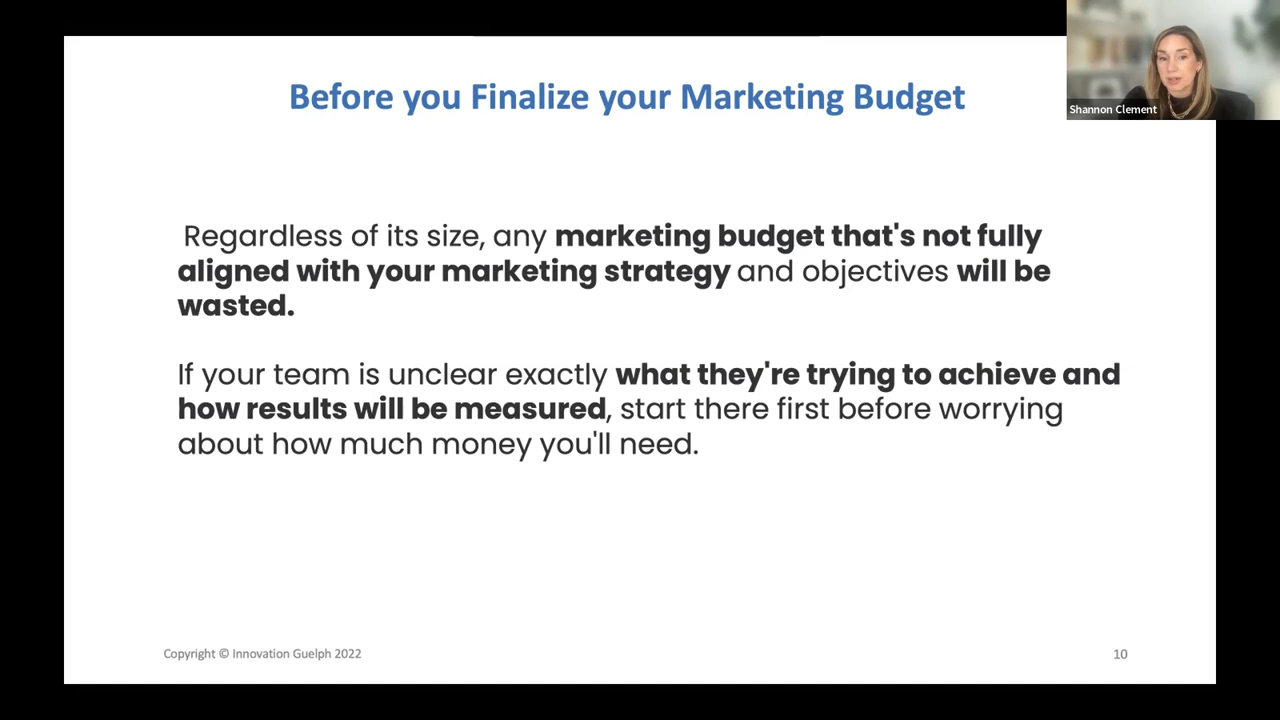 Before you Finalize your Marketing Budget
Shannon Clement
Regardless of its size, any marketing budget that's not fully
aligned with your marketing strategy and objectives will be
wasted.
If your team is unclear exactly what they're trying to achieve and
how results will be measured, start there first before worrying
about how much money you'll need.
Copyright © Innovation Guelph 2022
10